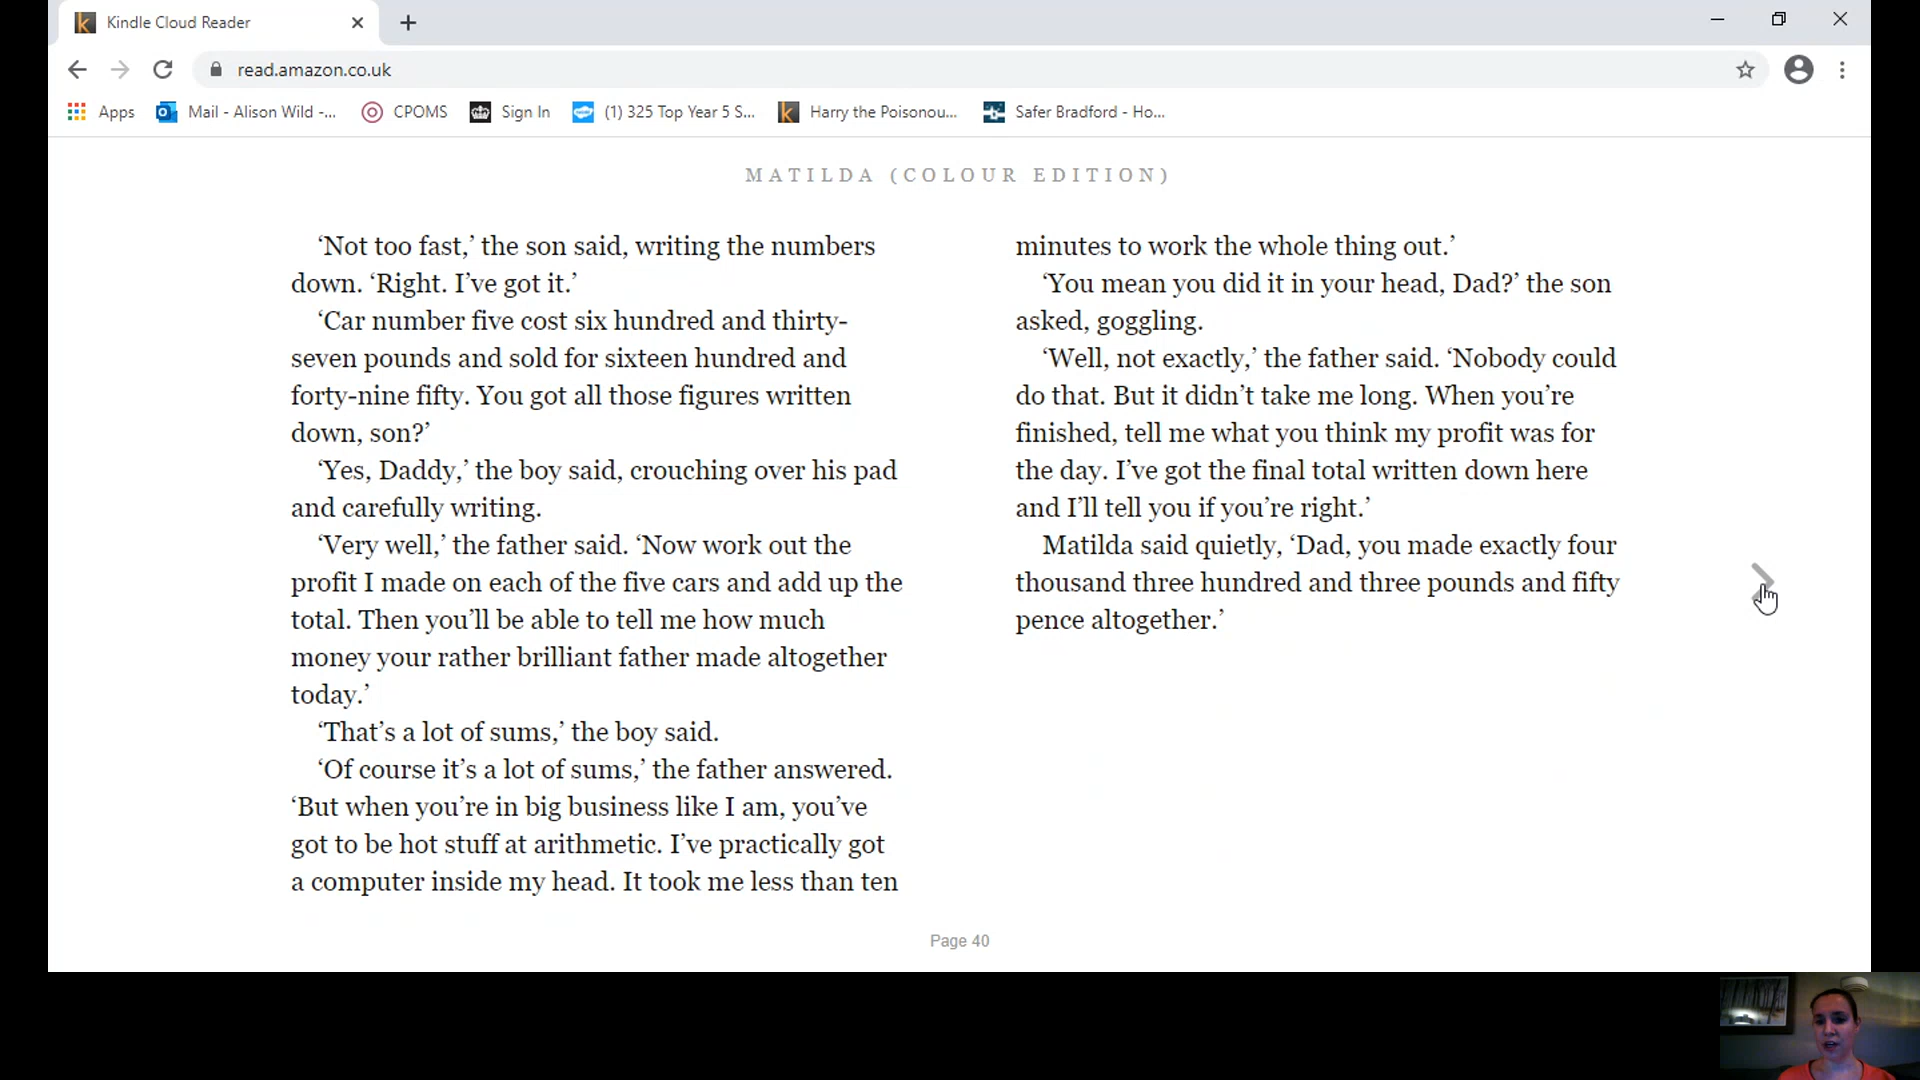 Kindle Cloud Reader
read.amazon.co.uk
Apps Mail - Alison Wild -... CPOMS Sign In (1) 325 Top Year 5 S... Harry the Poisonou... Safer Bradford - Ho...
MATILDA (COLOUR EDITION)
‘Not too fast,’ the son said, writing the numbers
down. ‘Right. I’ve got it.’
‘Car number five cost six hundred and thirty-
seven pounds and sold for sixteen hundred and
forty-nine fifty. You got all those figures written
down, son?’
‘Yes, Daddy,’ the boy said, crouching over his pad
and carefully writing.
‘Very well,’ the father said. ‘Now work out the
profit I made on each of the five cars and add up the
total. Then you’ll be able to tell me how much
money your rather brilliant father made altogether
today.’
‘That’s a lot of sums,’ the boy said.
‘Of course it’s a lot of sums,’ the father answered.
‘But when you’re in big business like I am, you’ve
got to be hot stuff at arithmetic. I’ve practically got
a computer inside my head. It took me less than ten
minutes to work the whole thing out.’
‘You mean you did it in your head, Dad?’ the son
asked, goggling.
‘Well, not exactly,’ the father said. ‘Nobody could
do that. But it didn’t take me long. When you’re
finished, tell me what you think my profit was for
the day. I’ve got the final total written down here
and I’ll tell you if you’re right.’
Matilda said quietly, ‘Dad, you made exactly four
thousand three hundred and three pounds and fifty
pence altogether.’
Page 40